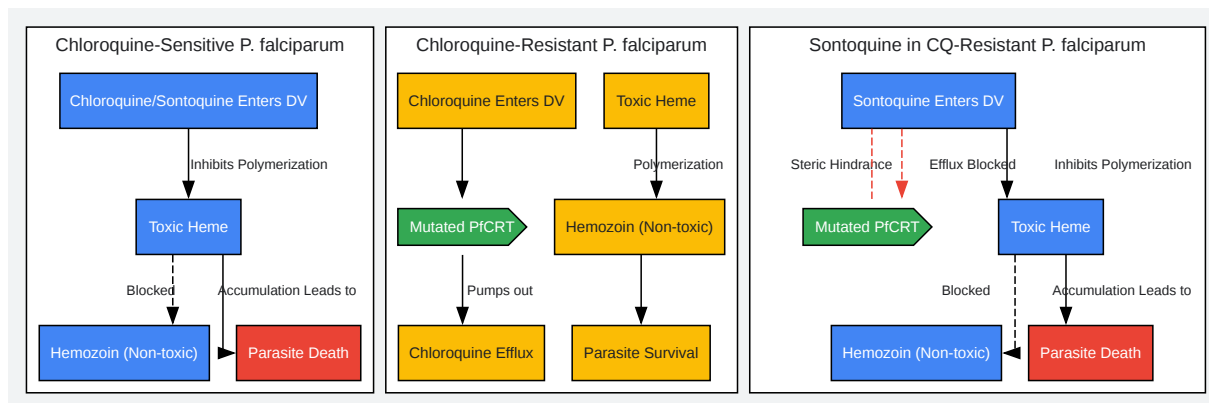 Chloroquine-Sensitive P. falciparum
Chloroquine/Sontoquine Enters DV
Inhibits Polymerization
Toxic Heme
Blocked
Accumulation Leads to
Hemozoin (Non-toxic)
Parasite Death
Chloroquine-Resistant P. falciparum
Chloroquine Enters DV
Toxic Heme
Polymerization
Mutated PfCRT
Hemozoin (Non-toxic)
Pumps out
Chloroquine Efflux
Parasite Survival
Sontoquine in CQ-Resistant P. falciparum
Sontoquine Enters DV
Steric Hindrance
Efflux Blocked
Inhibits Polymerization
Mutated PfCRT
Toxic Heme
Blocked
Accumulation Leads to
Hemozoin (Non-toxic)
Parasite Death